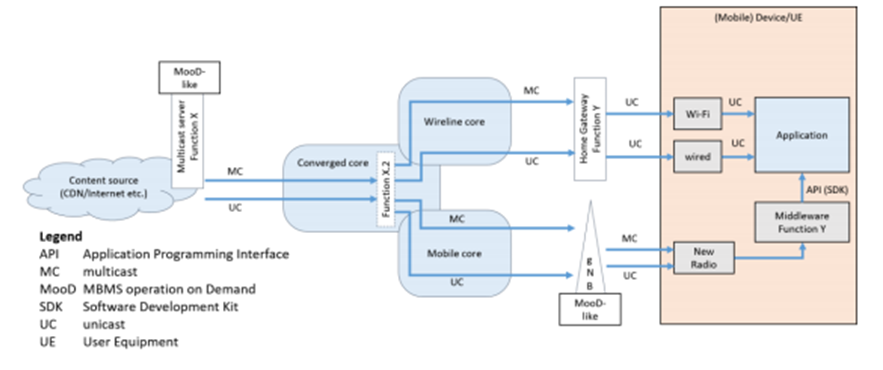 (Mobile) Device/UE
MooD-
like
Multicast server
Function X
Content source
(CDN/Internet etc.)
MC
UC
Converged core
Function X.2
Wireline core
MC
UC
Mobile core
MC
UC
Home Gateway
Function Y
UC
UC
gNB
MooD-
like
MC
UC
Wi-Fi
UC
wired
UC
Application
API (SDK)
Middleware
Function Y
New
Radio
Legend
API Application Programming Interface
MC multicast
MooD MBMS operation on Demand
SDK Software Development Kit
UC unicast
UE User Equipment